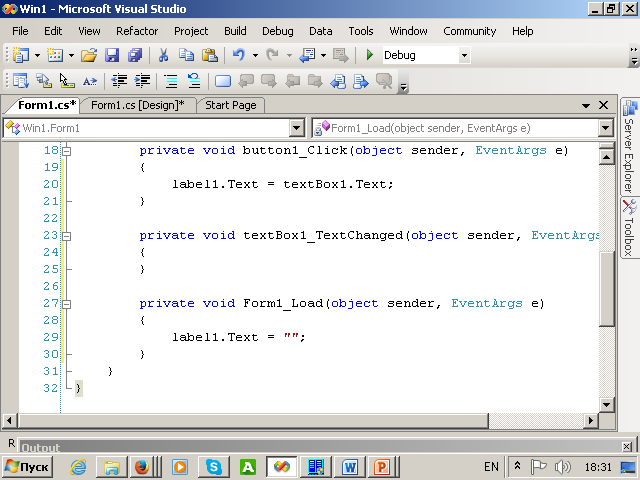 Win1 - Microsoft Visual Studio
File Edit View Refactor Project Build Debug Data Tools Window Community Help
Debug
Form1.cs* Form1.cs [Design]* Start Page
Win1.Form1 Form1_Load(object sender, EventArgs e)
18 private void button1_Click(object sender, EventArgs e)
19 {
20 label1.Text = textBox1.Text;
21 }
22
23 private void textBox1_TextChanged(object sender, EventArgs
24 {
25 }
26
27 private void Form1_Load(object sender, EventArgs e)
28 {
29 label1.Text = "";
30 }
31 }
32 }
Server Explorer
Toolbox
R Output
Пуск EN 18:31